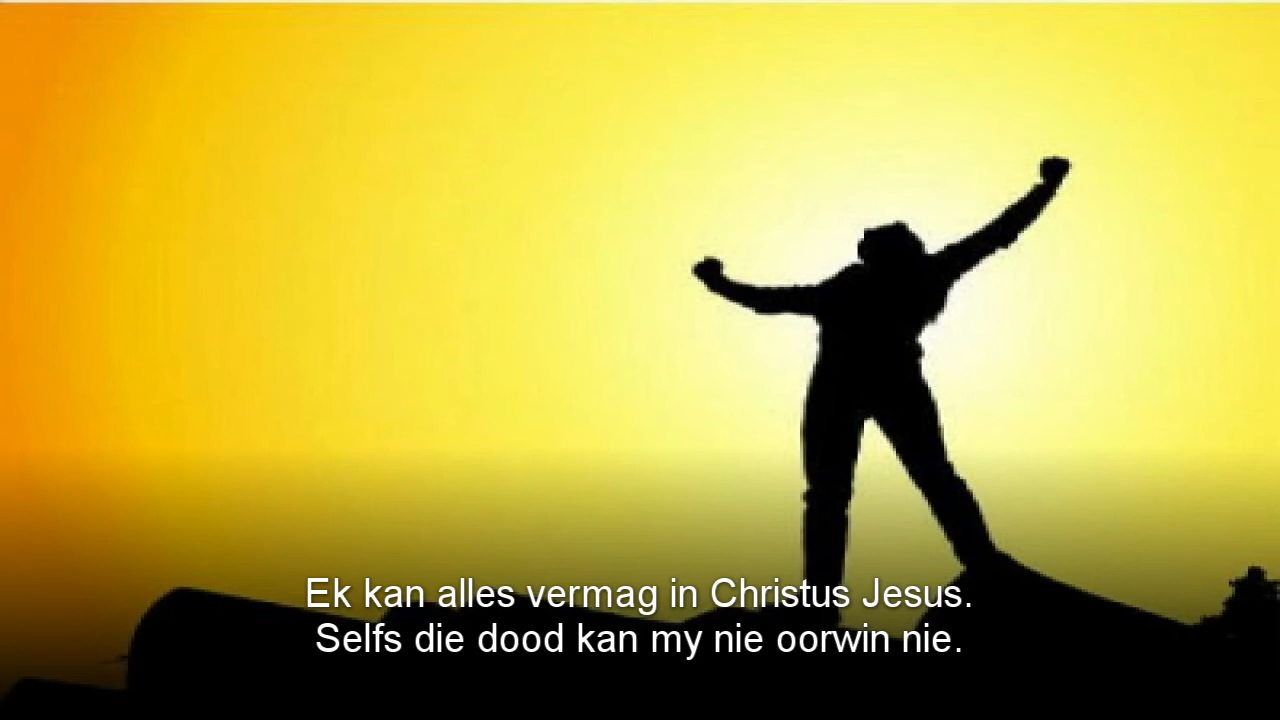 Ek kan alles vermag in Christus Jesus.
Selfs die dood kan my nie oorwin nie.